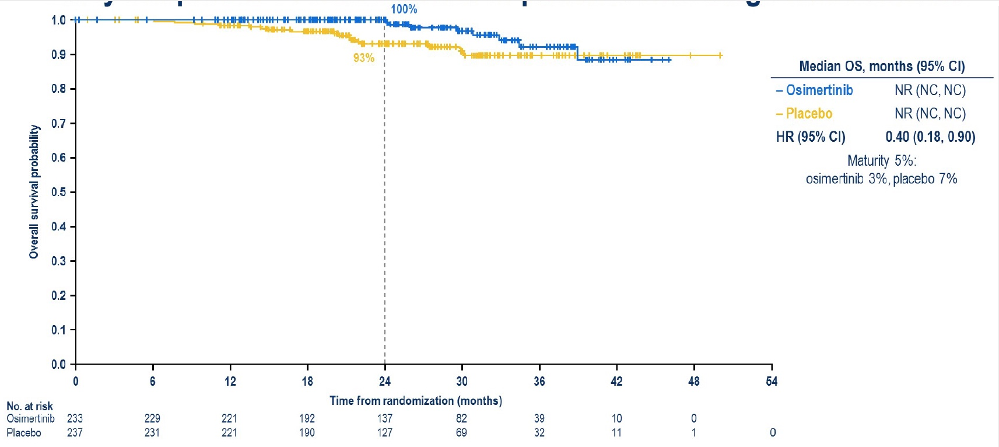 100%
1.0
0.9
0.8
0.7
0.6
0.5
0.4
0.3
0.2
0.1
0.0
93%
Overall survival probability
0 6 12 18 24 30 36 42 48 54
Time from randomization (months)
Median OS, months (95% CI)
– Osimertinib NR (NC, NC)
– Placebo NR (NC, NC)
HR (95% CI) 0.40 (0.18, 0.90)
Maturity 5%:
osimertinib 3%, placebo 7%
No. at risk
Osimertinib 233 229 221 192 137 82 39 10 0
Placebo 237 231 221 190 127 69 32 11 1 0